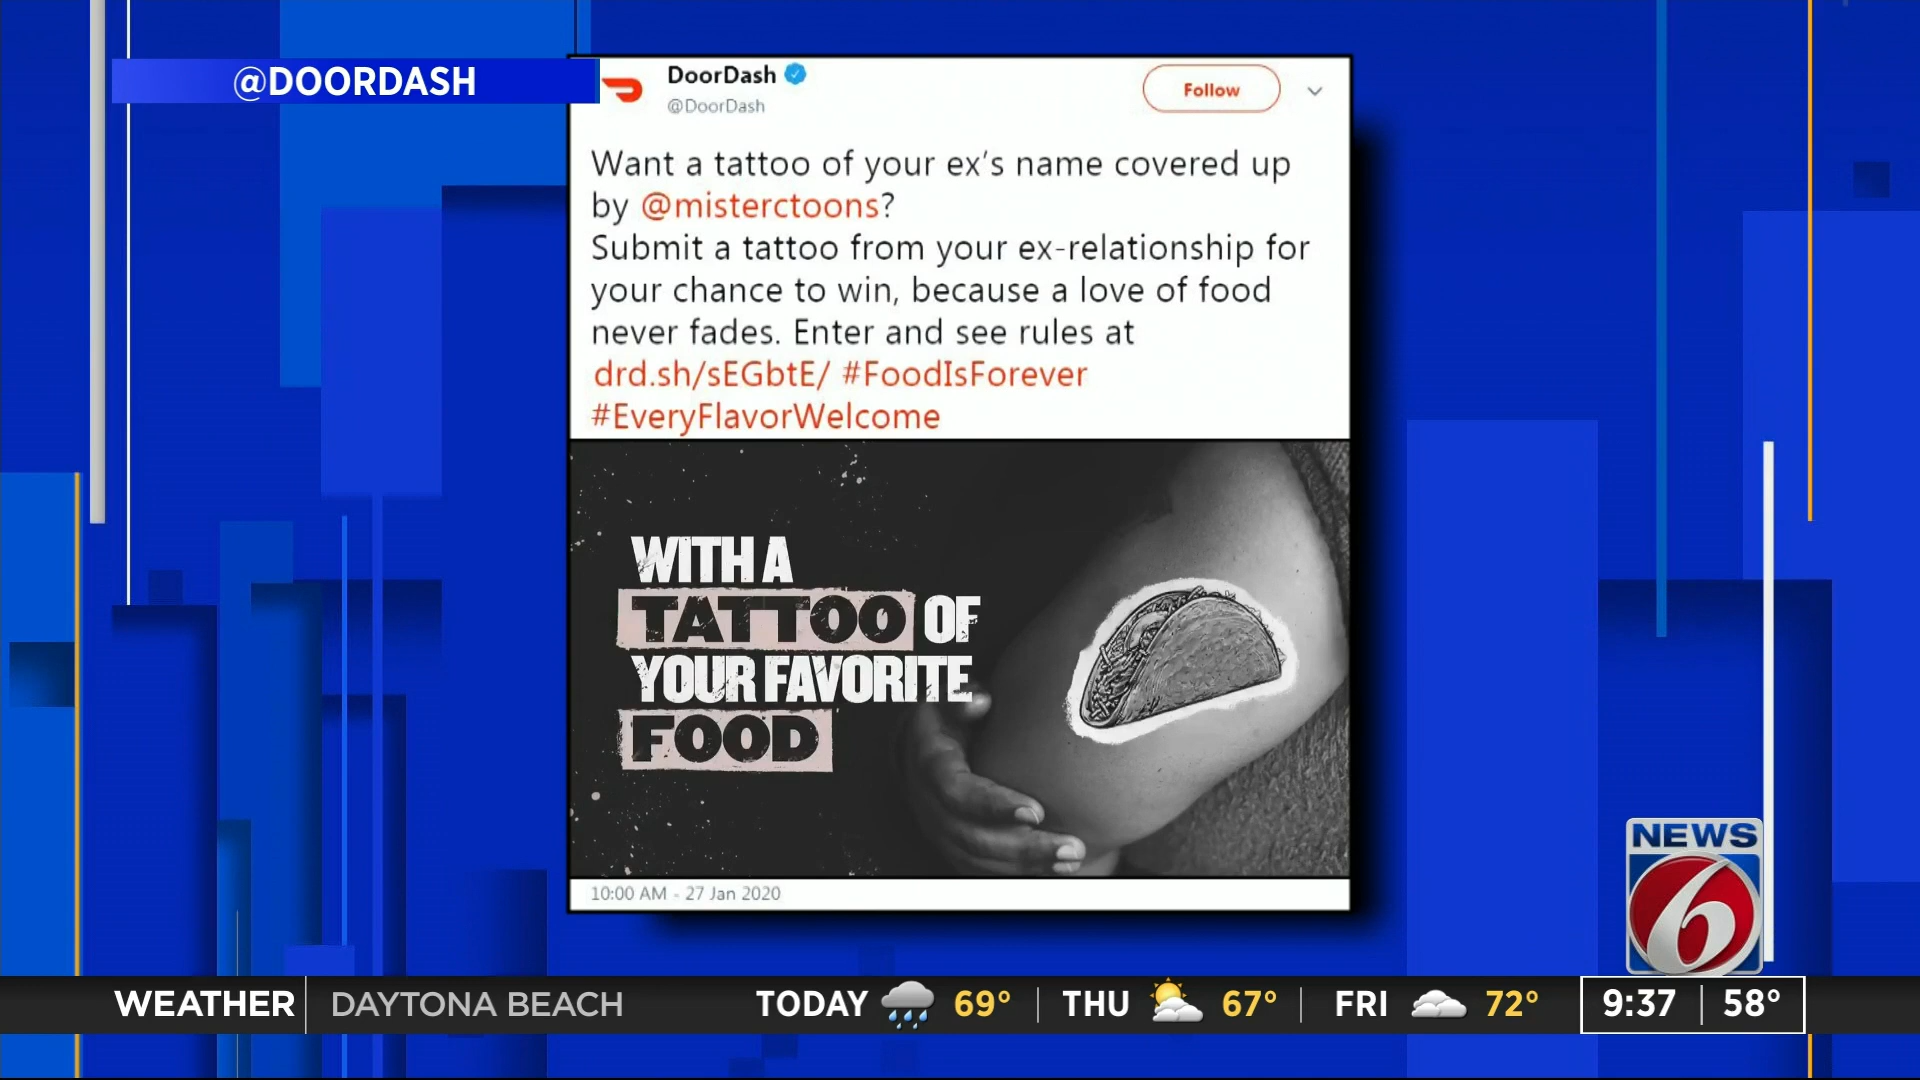 @DOORDASH
DoorDash
@DoorDash
Follow
Want a tattoo of your ex's name covered up
by @misterctoons?
Submit a tattoo from your ex-relationship for
your chance to win, because a love of food
never fades. Enter and see rules at
drd.sh/sEGbtE/ #FoodIsForever
#EveryFlavorWelcome
WITH A
TATTOO OF
YOUR FAVORITE
FOOD
10:00 AM - 27 Jan 2020
NEWS
6
WEATHER DAYTONA BEACH TODAY 69° THU 67° FRI 72° 9:37 58°